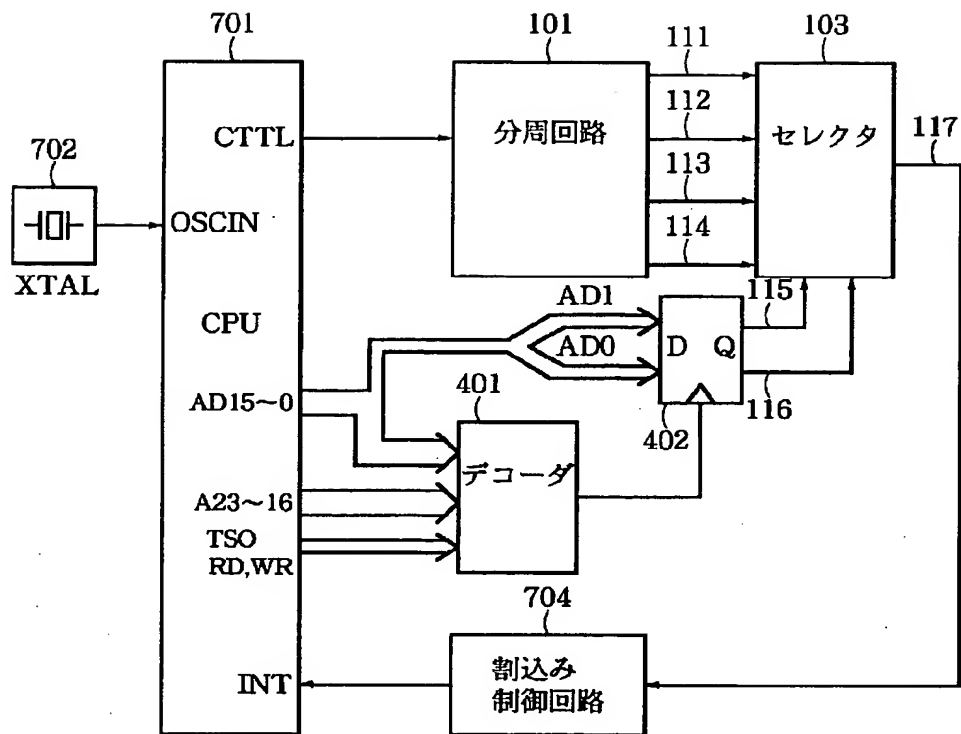 701
101
103
111
112
113
114
117
702
CTTL
分周回路
セレクタ
OSCIN
XTAL
CPU
AD1
AD0
D Q
115
116
AD15~0
401
402
デコーダ
A23~16
TSO
RD,WR
704
INT
割込み
制御回路